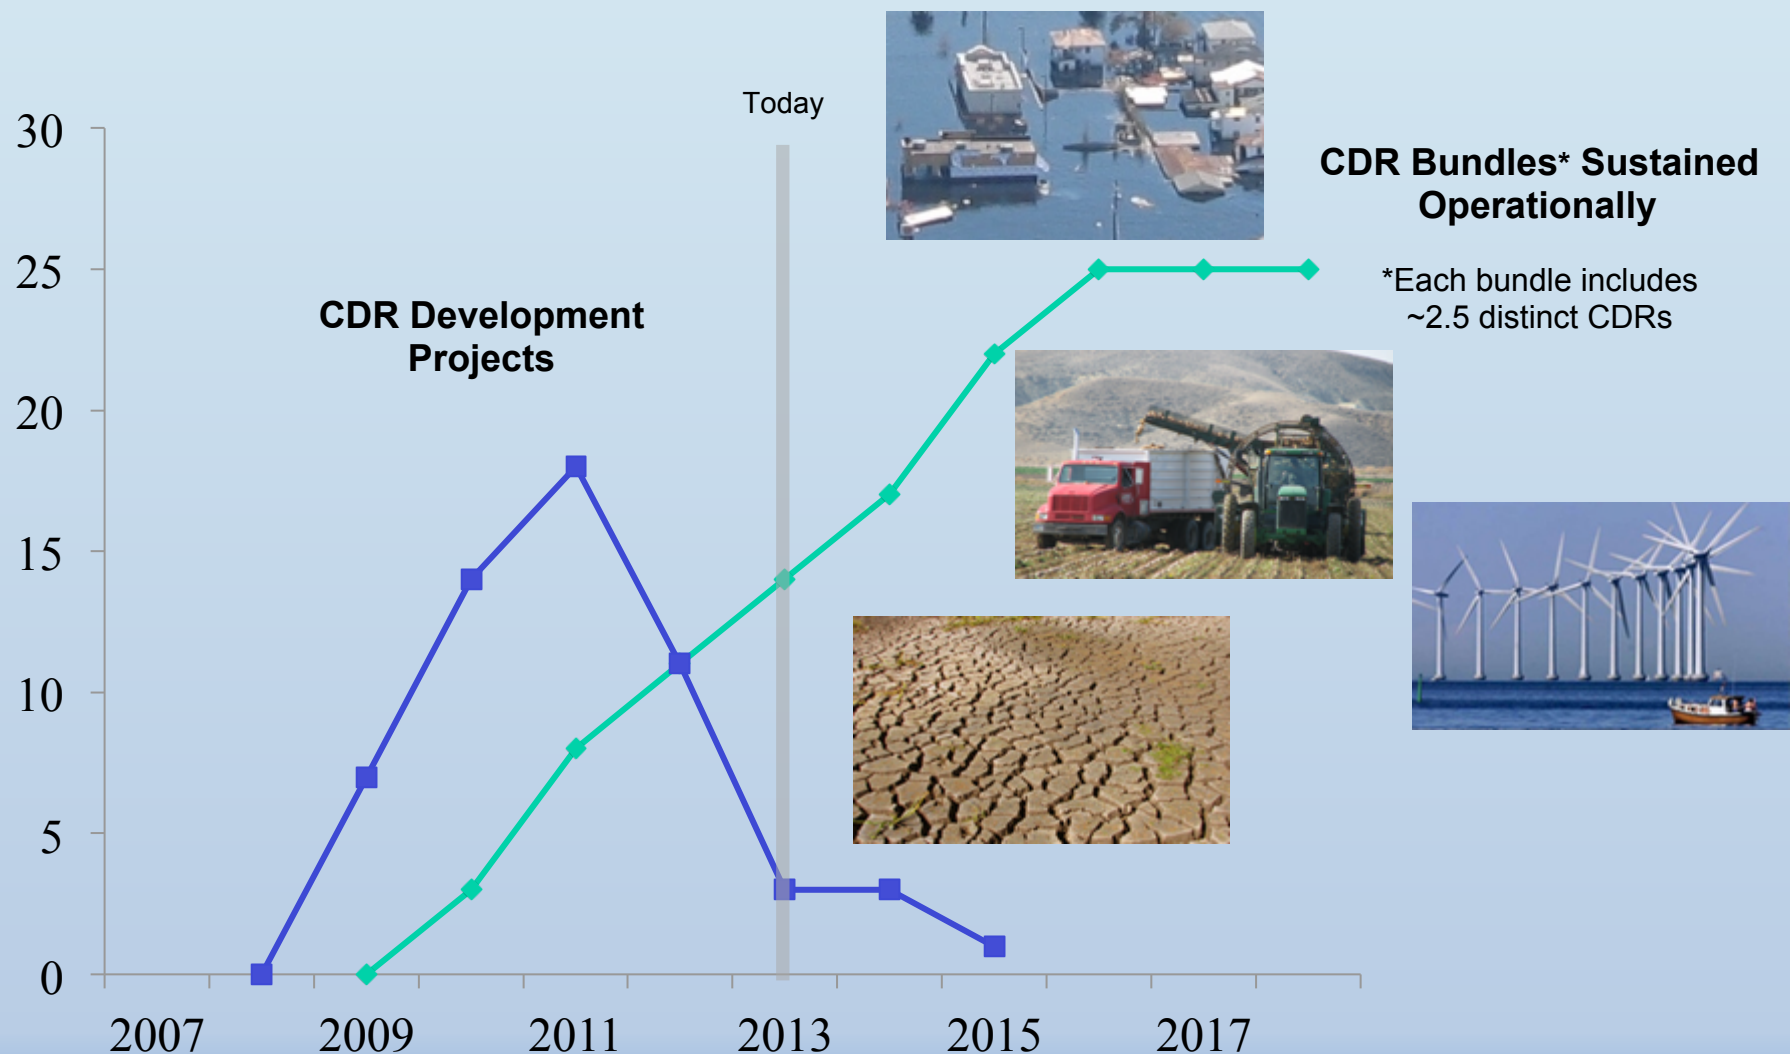 Today
30
25
20
15
10
5
0
CDR Development
Projects
CDR Bundles* Sustained
Operationally
*Each bundle includes
~2.5 distinct CDRs
2007
2009
2011
2013
2015
2017